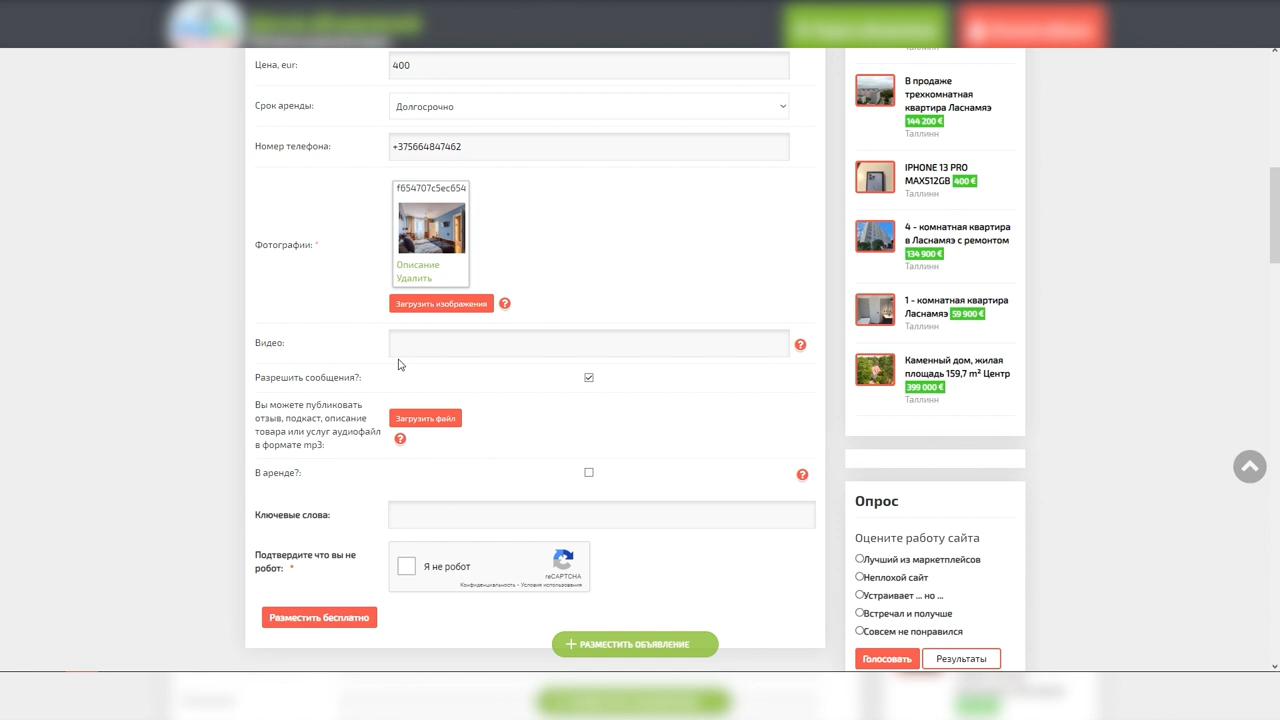 Таллинн
Цена, eur:
400
Срок аренды:
Долгосрочно
Номер телефона:
+375664847462
f654707c5ec654
Фотографии: *
Описание
Удалить
Загрузить изображения
?
Видео:
?
Разрешить сообщения?:
Вы можете публиковать
отзыв, подкаст, описание
товара или услуг аудиофайл
в формате mp3:
Загрузить файл
?
В аренде?:
?
Ключевые слова:
Подтвердите что вы не
робот: *
Я не робот
reCAPTCHA
Конфиденциальность - Условия использования
Разместить бесплатно
РАЗМЕСТИТЬ ОБЪЯВЛЕНИЕ
В продаже
трехкомнатная
квартира Ласнамяэ
144 200 €
Таллинн
IPHONE 13 PRO
MAX512GB 400 €
Таллинн
4 - комнатная квартира
в Ласнамяэ с ремонтом
134 900 €
Таллинн
1 - комнатная квартира
Ласнамяэ 59 900 €
Таллинн
Каменный дом, жилая
площадь 159,7 m² Центр
399 000 €
Таллинн
Опрос
Оцените работу сайта
Лучший из маркетплейсов
Неплохой сайт
Устраивает ... но ...
Встречал и получше
Совсем не понравился
Голосовать
Результаты